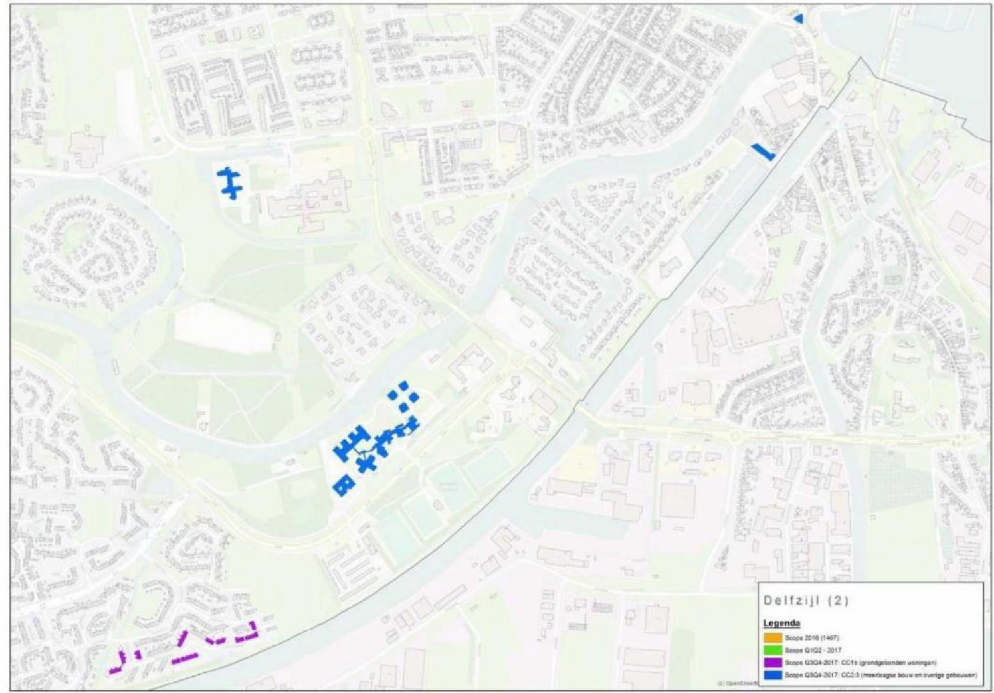 Delfzijl (2)
Legenda
Scope 2016 (1467)
Scope Q1Q2 - 2017
Scope Q3Q4-2017: CC1b (grondgebonden woningen)
Scope Q3Q4-2017: CC2/3 (meerlaagse bouw en overige gebouwen)
(c) OpenStreetM